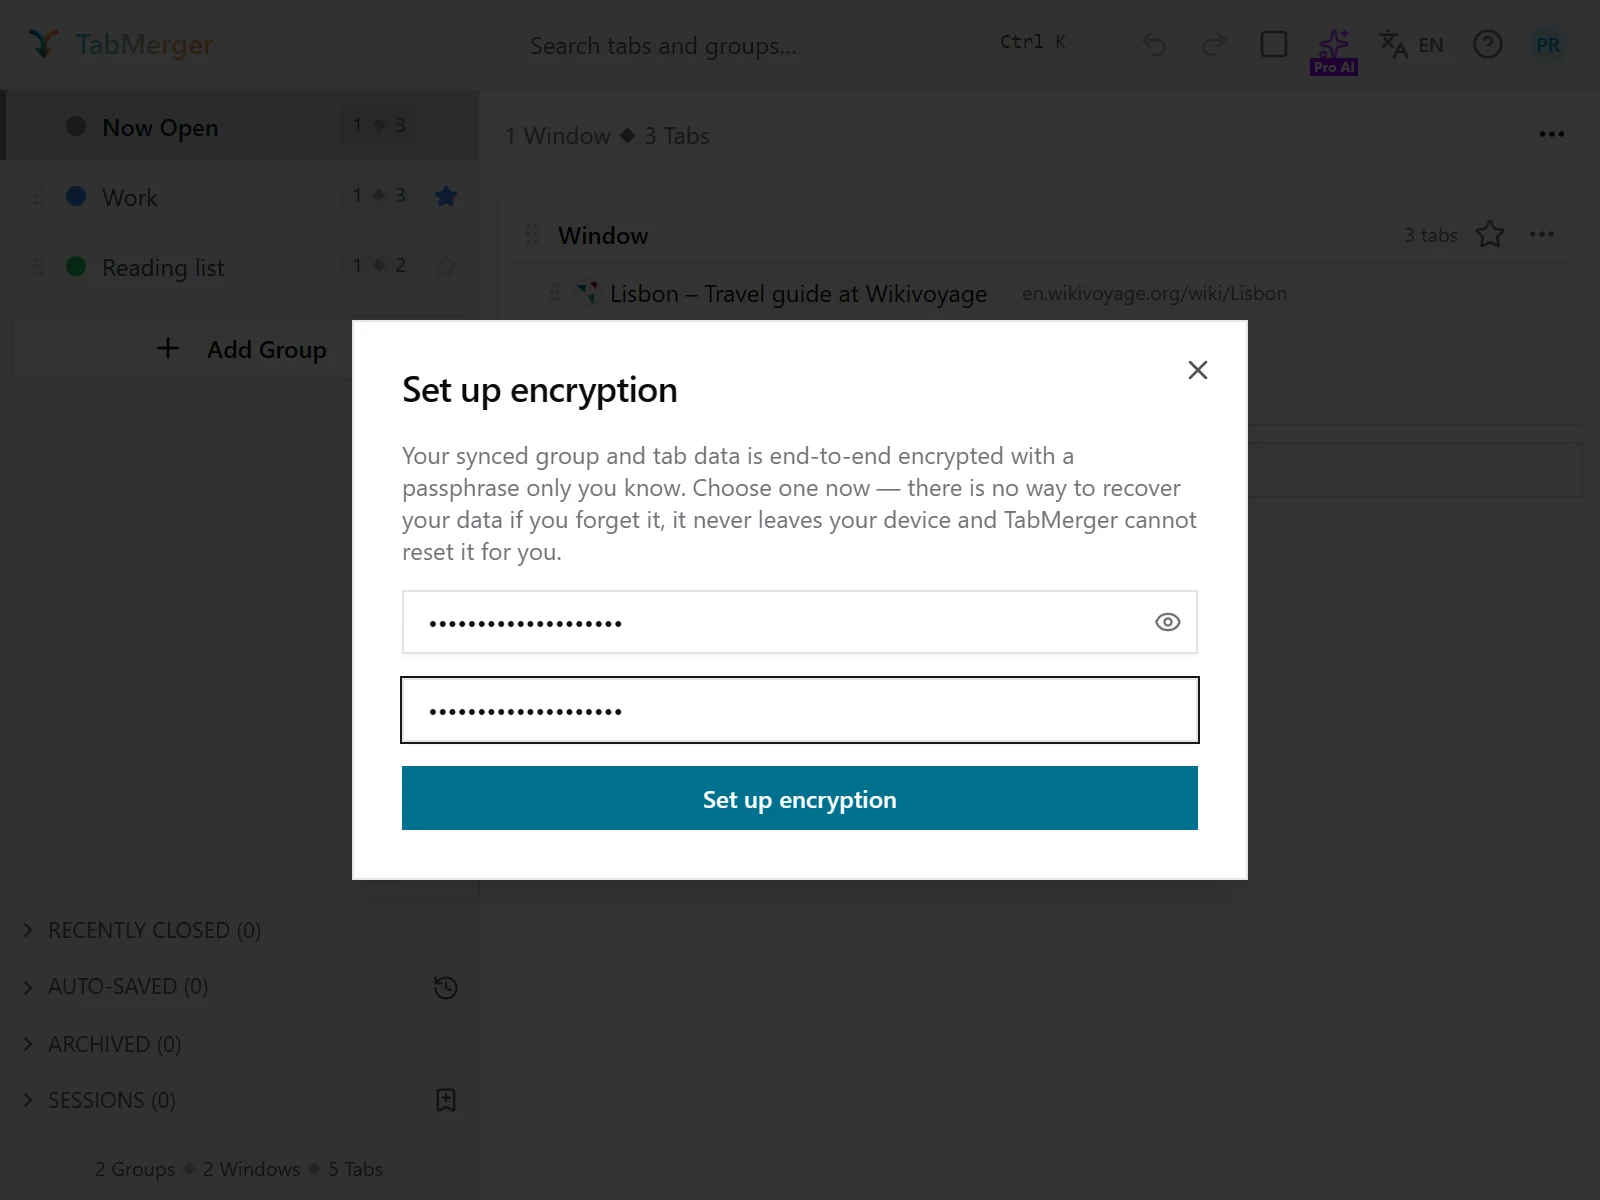 TabMerger
Search tabs and groups...
Ctrl K
Pro AI
EN
PR
Now Open
1 ◆ 3
Work
1 ◆ 3
Reading list
1 ◆ 2
+ Add Group
1 Window ◆ 3 Tabs
Window
3 tabs
Lisbon – Travel guide at Wikivoyage
en.wikivoyage.org/wiki/Lisbon
Set up encryption
Your synced group and tab data is end-to-end encrypted with a
passphrase only you know. Choose one now — there is no way to recover
your data if you forget it, it never leaves your device and TabMerger cannot
reset it for you.
••••••••••••••••••••
••••••••••••••••••••
Set up encryption
RECENTLY CLOSED (0)
AUTO-SAVED (0)
ARCHIVED (0)
SESSIONS (0)
2 Groups ◆ 2 Windows ◆ 5 Tabs